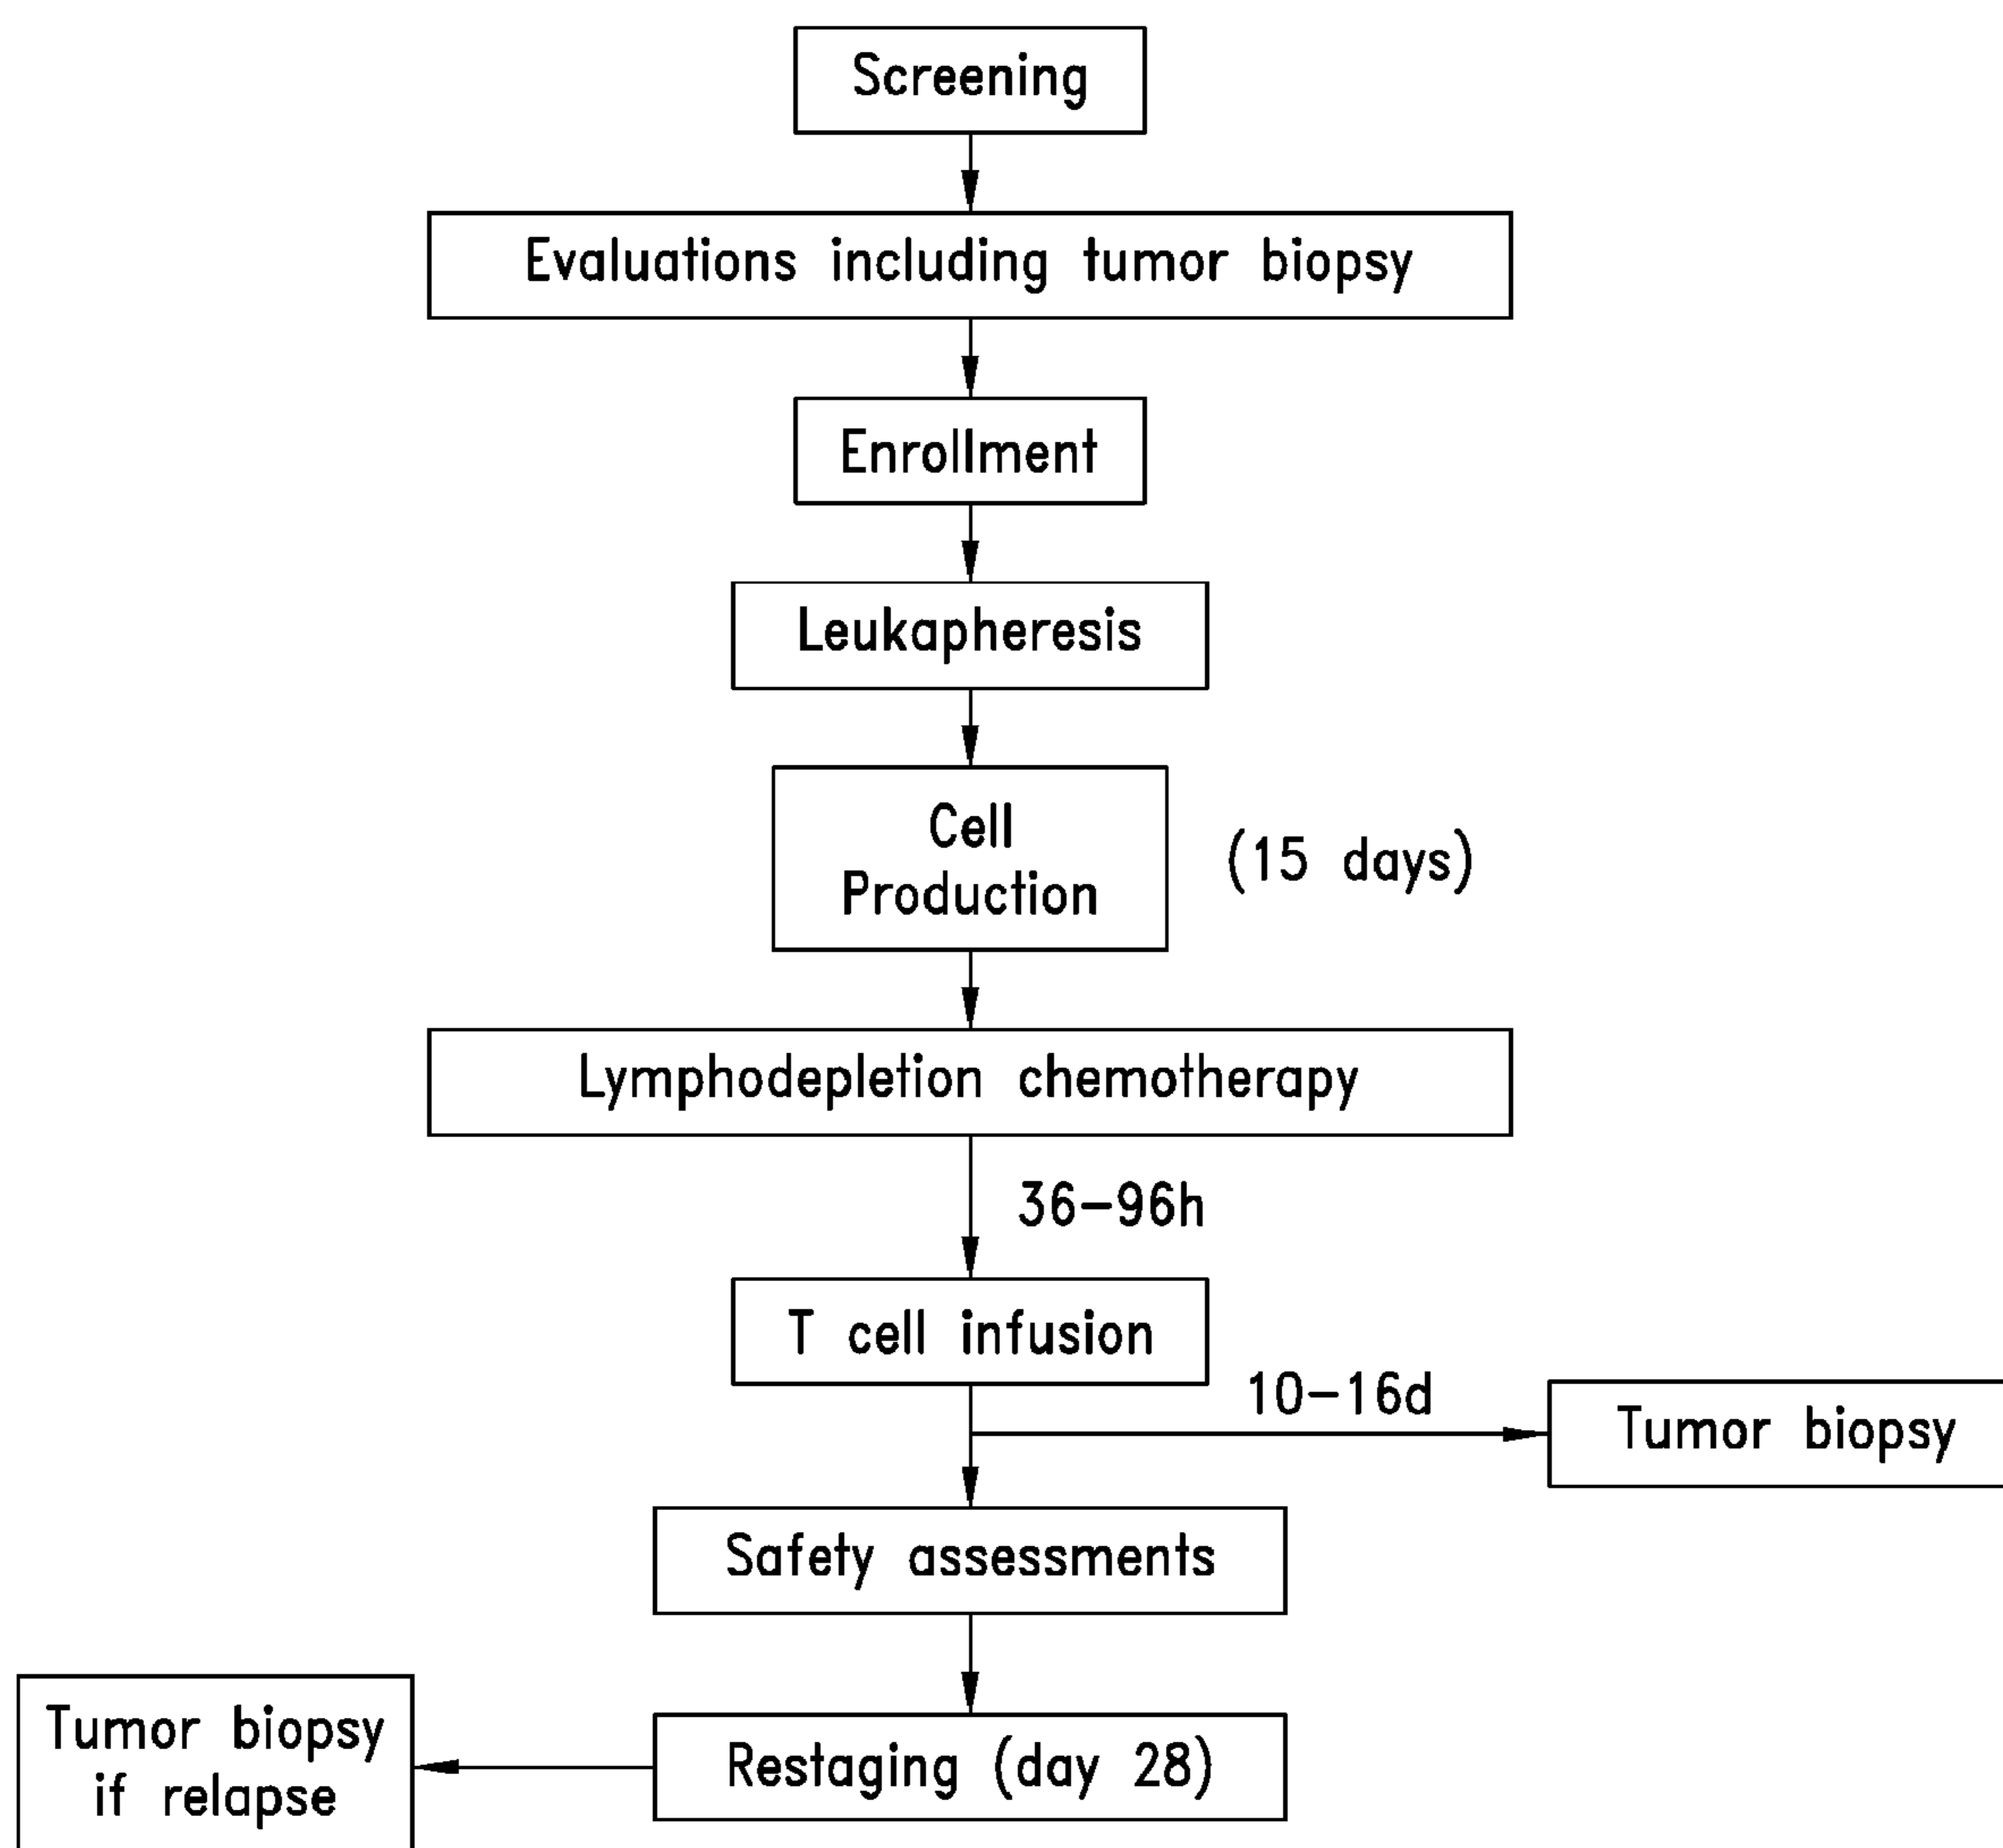 Screening
Evaluations including tumor biopsy
Enrollment
Leukapheresis
Cell
Production
(15 days)
Lymphodepletion chemotherapy
36-96h
T cell infusion
10-16d
Tumor biopsy
Safety assessments
Restaging (day 28)
Tumor biopsy
if relapse